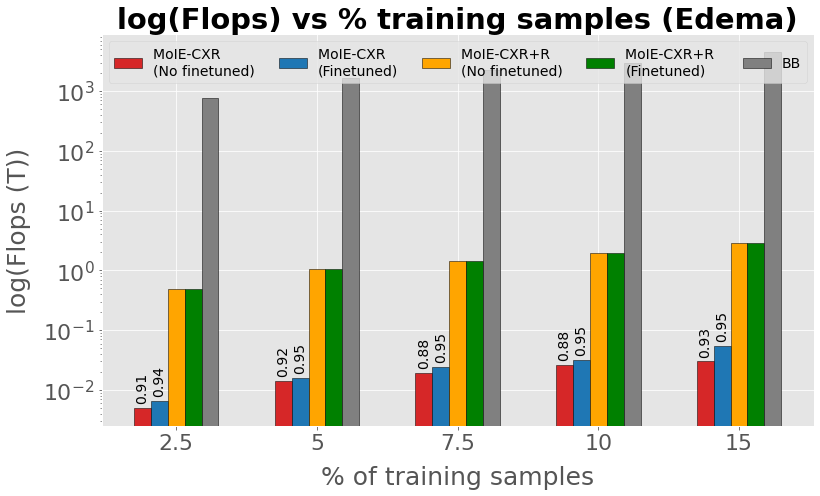 log(Flops) vs % training samples (Edema)
MoIE-CXR (No finetuned)
MoIE-CXR (Finetuned)
MoIE-CXR+R (No finetuned)
MoIE-CXR+R (Finetuned)
BB
log(Flops (T))
10³
10²
10¹
10⁰
10⁻¹
10⁻²
0.91
0.94
0.92
0.95
0.88
0.95
0.88
0.95
0.93
0.95
2.5
5
7.5
10
15
% of training samples